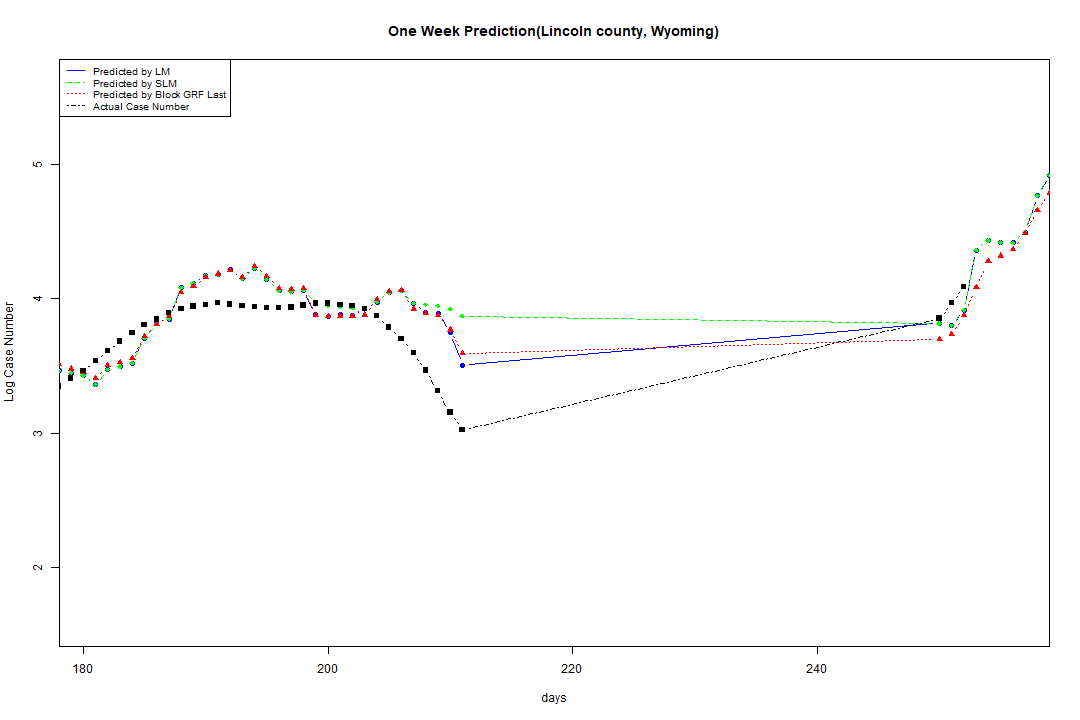 One Week Prediction(Lincoln county, Wyoming)
Predicted by LM
Predicted by SLM
Predicted by Block GRF Last
Actual Case Number
5
4
3
2
Log Case Number
180 200 220 240
days